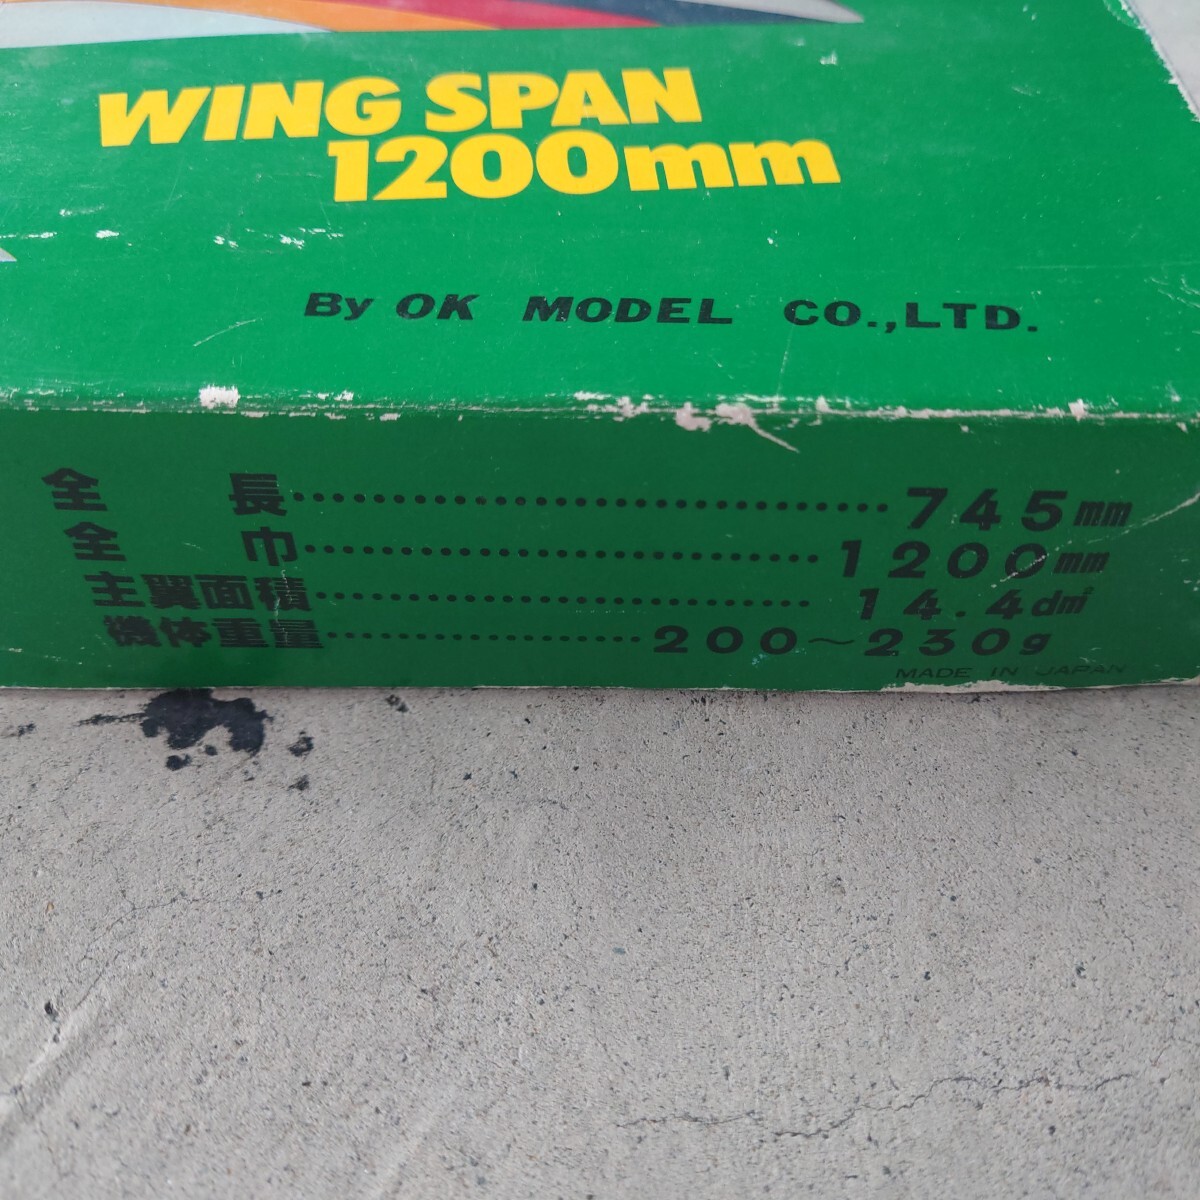 WING SPAN
1200mm
By OK MODEL CO.,LTD.
全長……………………………745㎜
全巾……………………………1200㎜
主翼面積……………………………14.4d㎡
機体重量…………………200～230g
MADE IN JAPAN